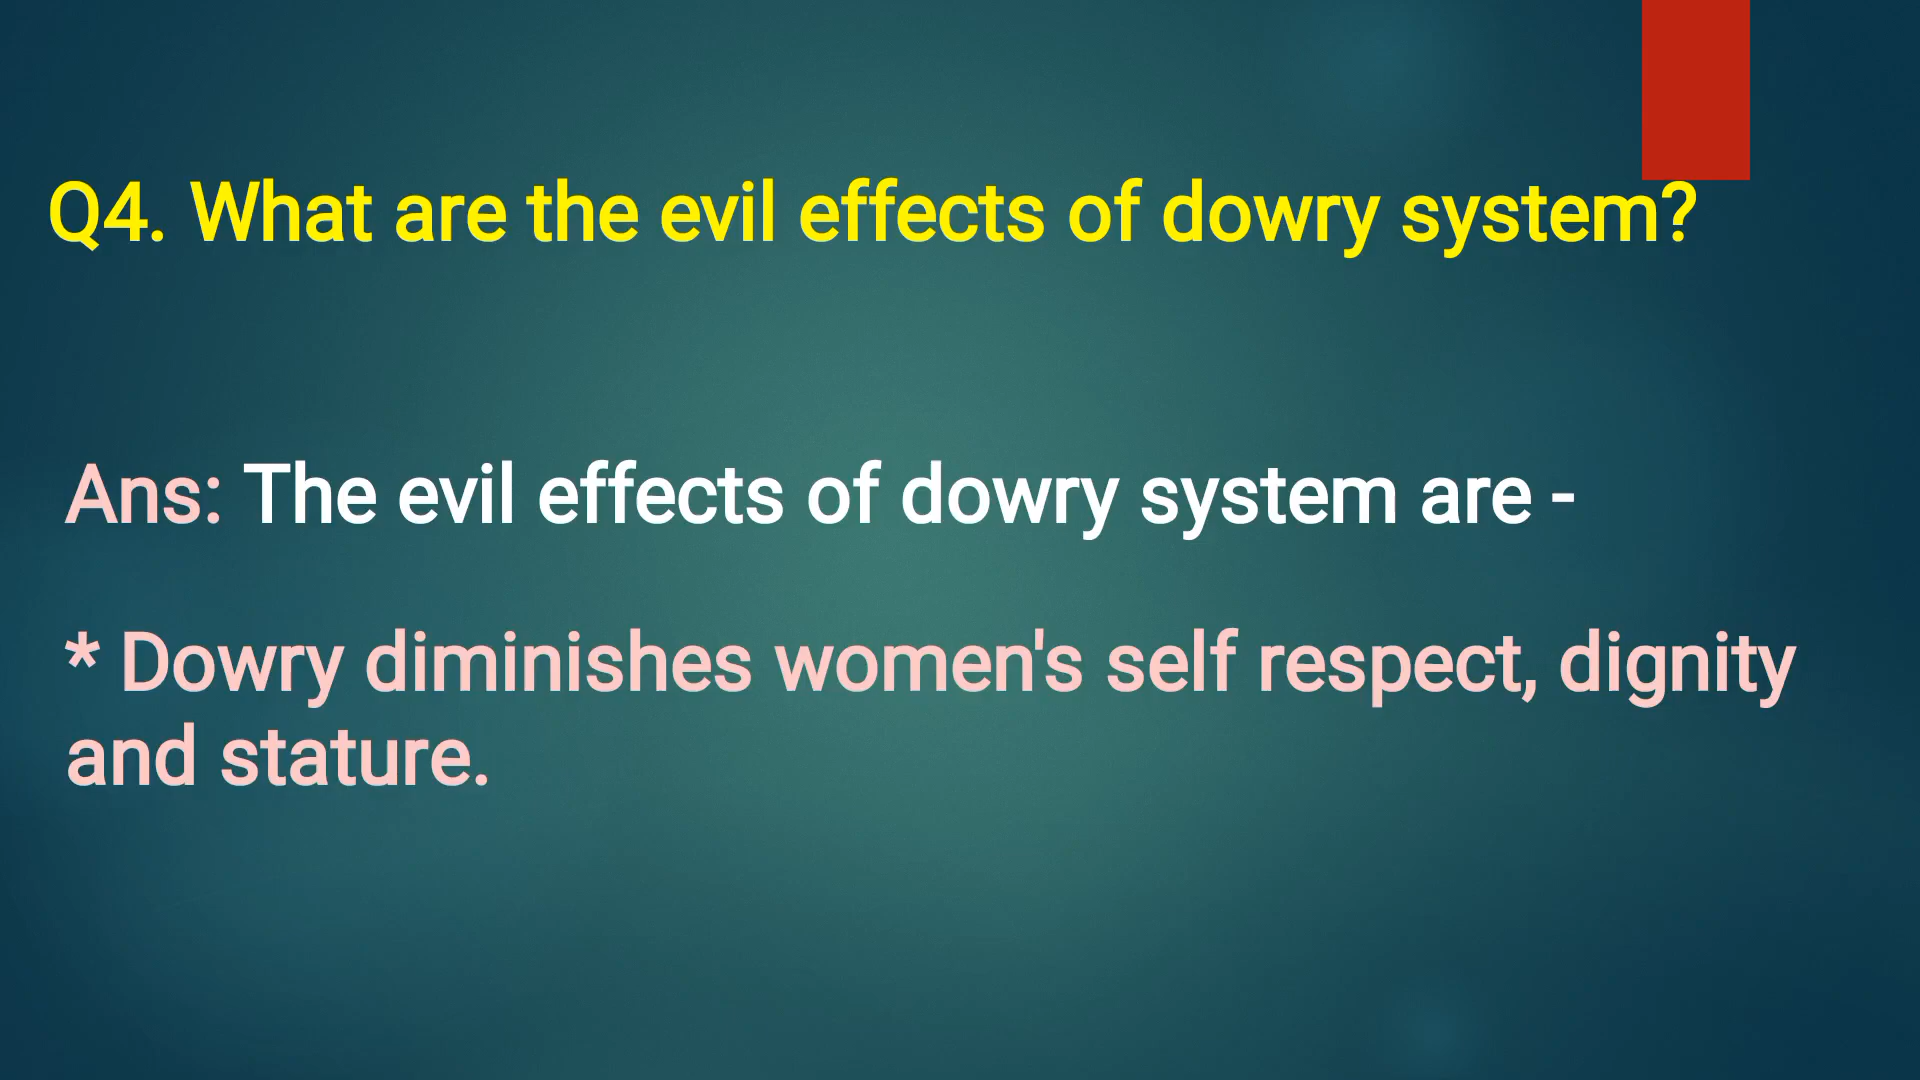 Q4. What are the evil effects of dowry system?
Ans: The evil effects of dowry system are -
* Dowry diminishes women's self respect, dignity
and stature.